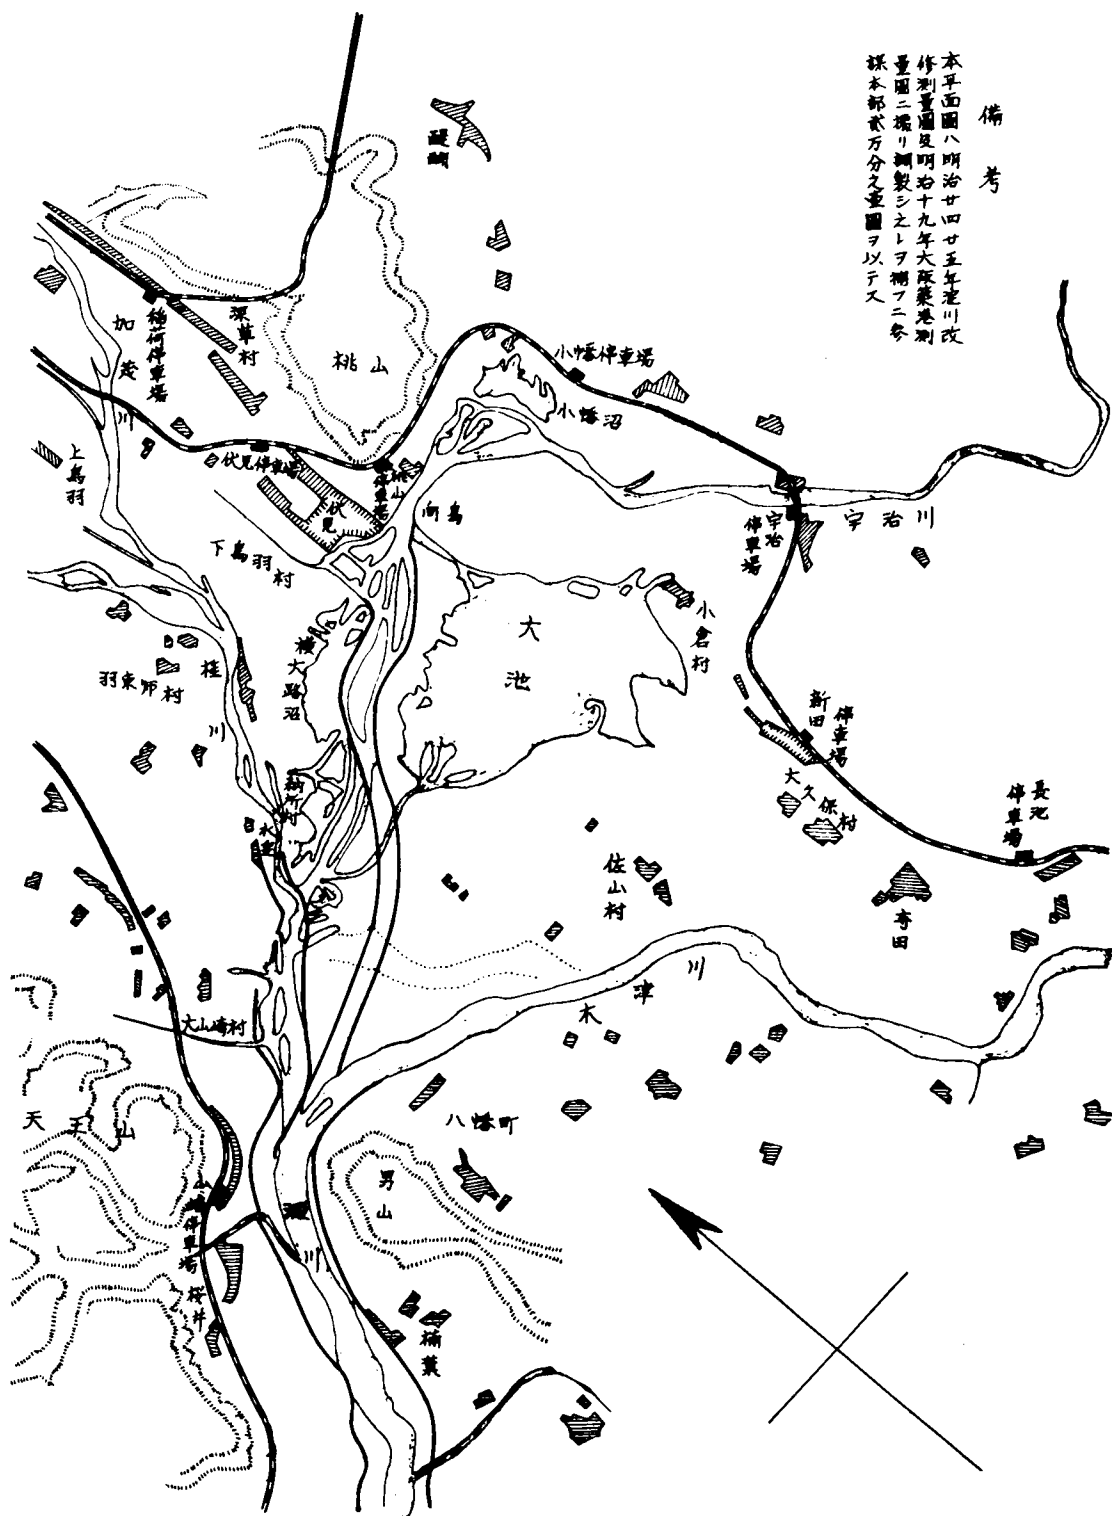 備考
本平面圖ハ明治廿四廿五年淀川改
修測量圖及明治十九年大阪築港測
量圖ニ據リ調製シ之レヲ補フニ參
謀本部貳万分之壹圖ヲ以テス
醍醐
深草村
稲荷停車場
加茂川
桃山
小幡停車場
小幡沼
上鳥羽
伏見停車場
桃山停車場
伏見
向島
宇治川
宇治停車場
下鳥羽村
小倉村
大池
横大路沼
羽束師村
桂川
新田停車場
納所村
水垂
大久保村
長池停車場
佐山村
寺田
木津川
大山崎村
天王山
八幡町
男山
山崎停車場
淀川
桜井
楠葉